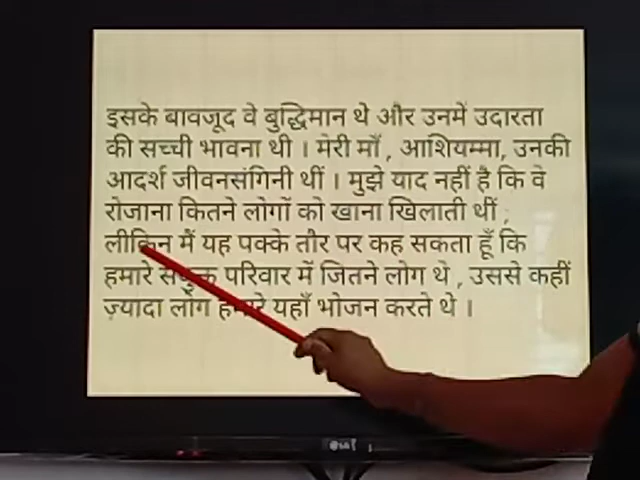 इसके बावजूद वे बुद्धिमान थे और उनमें उदारता
की सच्ची भावना थी । मेरी माँ , आशियम्मा, उनकी
आदर्श जीवनसंगिनी थीं । मुझे याद नहीं है कि वे
रोजाना कितने लोगों को खाना खिलाती थीं ;
लीकिन मैं यह पक्के तौर पर कह सकता हूँ कि
हमारे संयुक्त परिवार में जितने लोग थे , उससे कहीं
ज़्यादा लोग हमारे यहाँ भोजन करते थे ।